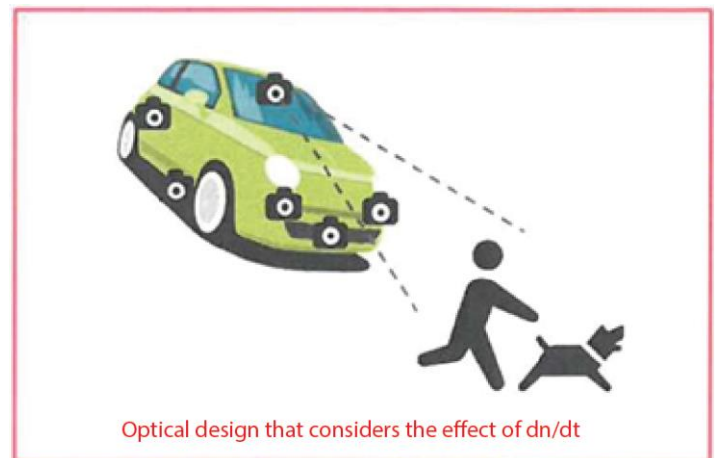 Optical design that considers the effect of dn/dt